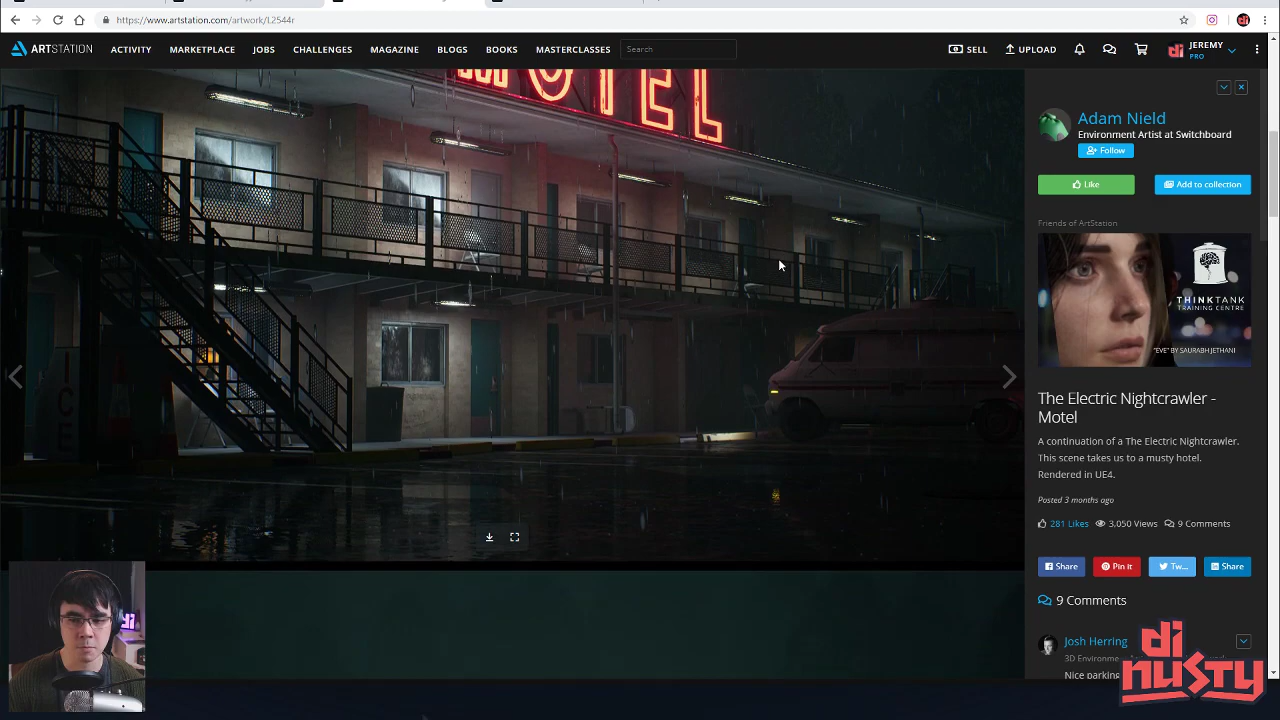 https://www.artstation.com/artwork/L2544r
ARTSTATION
ACTIVITY
MARKETPLACE
JOBS
CHALLENGES
MAGAZINE
BLOGS
BOOKS
MASTERCLASSES
Search
SELL
UPLOAD
JEREMY
PRO
MOTEL
ICE
Adam Nield
Environment Artist at Switchboard
Follow
Like
Add to collection
Friends of ArtStation
THINKTANK
TRAINING CENTRE
"EVE" BY SAURABH JETHANI
The Electric Nightcrawler -
Motel
A continuation of a The Electric Nightcrawler.
This scene takes us to a musty hotel.
Rendered in UE4.
Posted 3 months ago
281 Likes
3,050 Views
9 Comments
Share
Pin it
Tw...
Share
9 Comments
Josh Herring
3D Environme
Nice parking
di
nusty